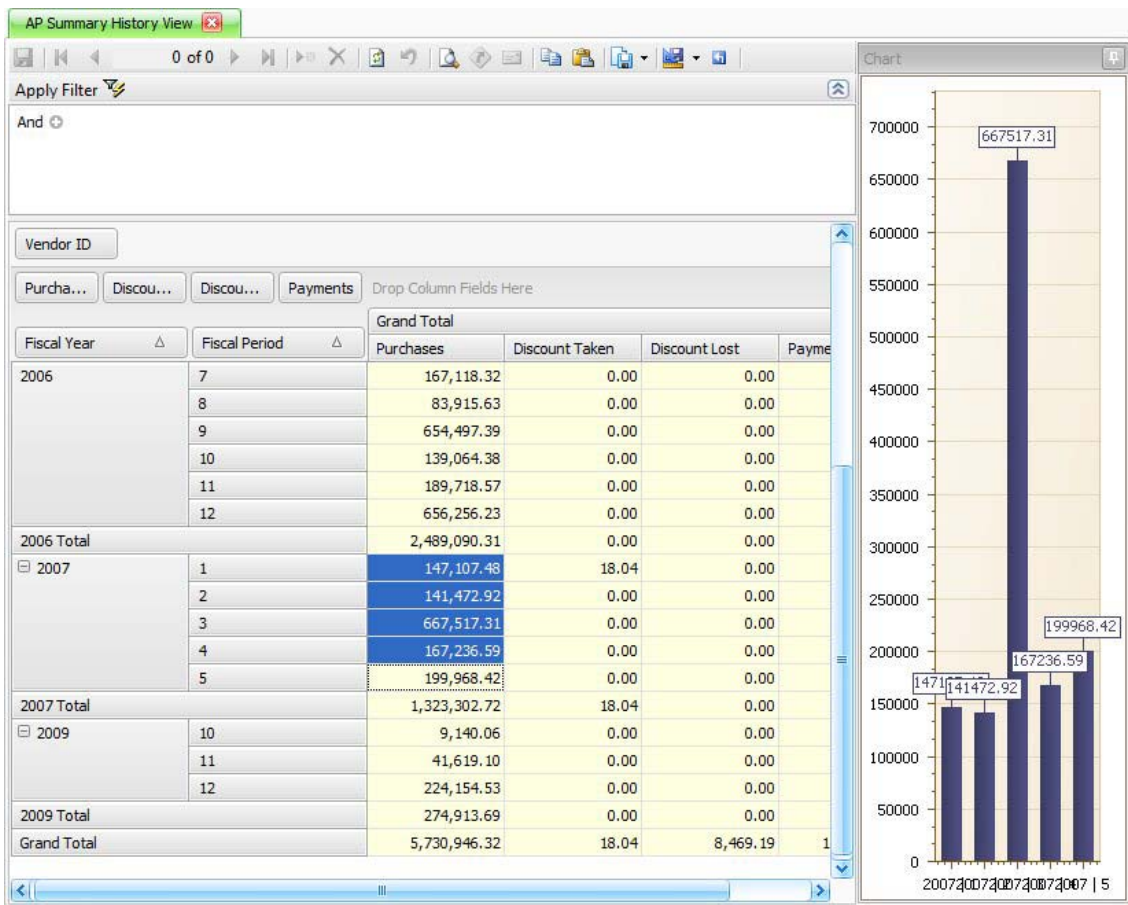 AP Summary History View
0 of 0
Apply Filter
And
Vendor ID
Purcha... Discou... Discou... Payments Drop Column Fields Here
Grand Total
Fiscal Year Fiscal Period Purchases Discount Taken Discount Lost Payme
2006 7 167,118.32 0.00 0.00
8 83,915.63 0.00 0.00
9 654,497.39 0.00 0.00
10 139,064.38 0.00 0.00
11 189,718.57 0.00 0.00
12 656,256.23 0.00 0.00
2006 Total 2,489,090.31 0.00 0.00
2007 1 147,107.48 18.04 0.00
2 141,472.92 0.00 0.00
3 667,517.31 0.00 0.00
4 167,236.59 0.00 0.00
5 199,968.42 0.00 0.00
2007 Total 1,323,302.72 18.04 0.00
2009 10 9,140.06 0.00 0.00
11 41,619.10 0.00 0.00
12 224,154.53 0.00 0.00
2009 Total 274,913.69 0.00 0.00
Grand Total 5,730,946.32 18.04 8,469.19 1
Chart
700000
667517.31
650000
600000
550000
500000
450000
400000
350000
300000
250000
199968.42
200000
167236.59
141472.92
150000
100000
50000
0
2007 | 5